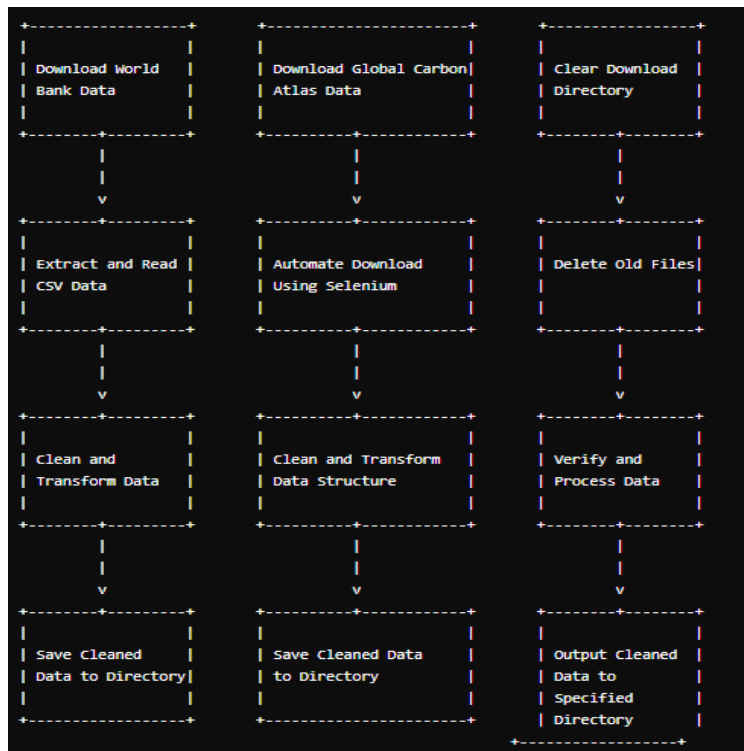 Download World
Bank Data
Download Global Carbon
Atlas Data
Clear Download
Directory
Extract and Read
CSV Data
Automate Download
Using Selenium
Delete Old Files
Clean and
Transform Data
Clean and Transform
Data Structure
Verify and
Process Data
Save Cleaned
Data to Directory
Save Cleaned Data
to Directory
Output Cleaned
Data to
Specified
Directory